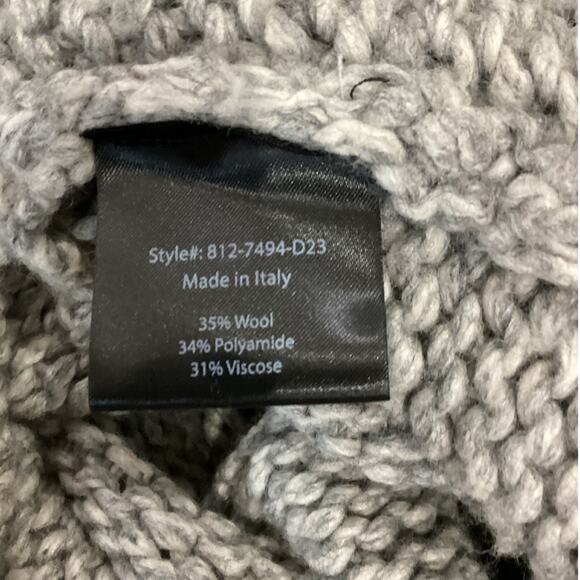 Style#: 812-7494-D23
Made in Italy
35% Wool
34% Polyamide
31% Viscose